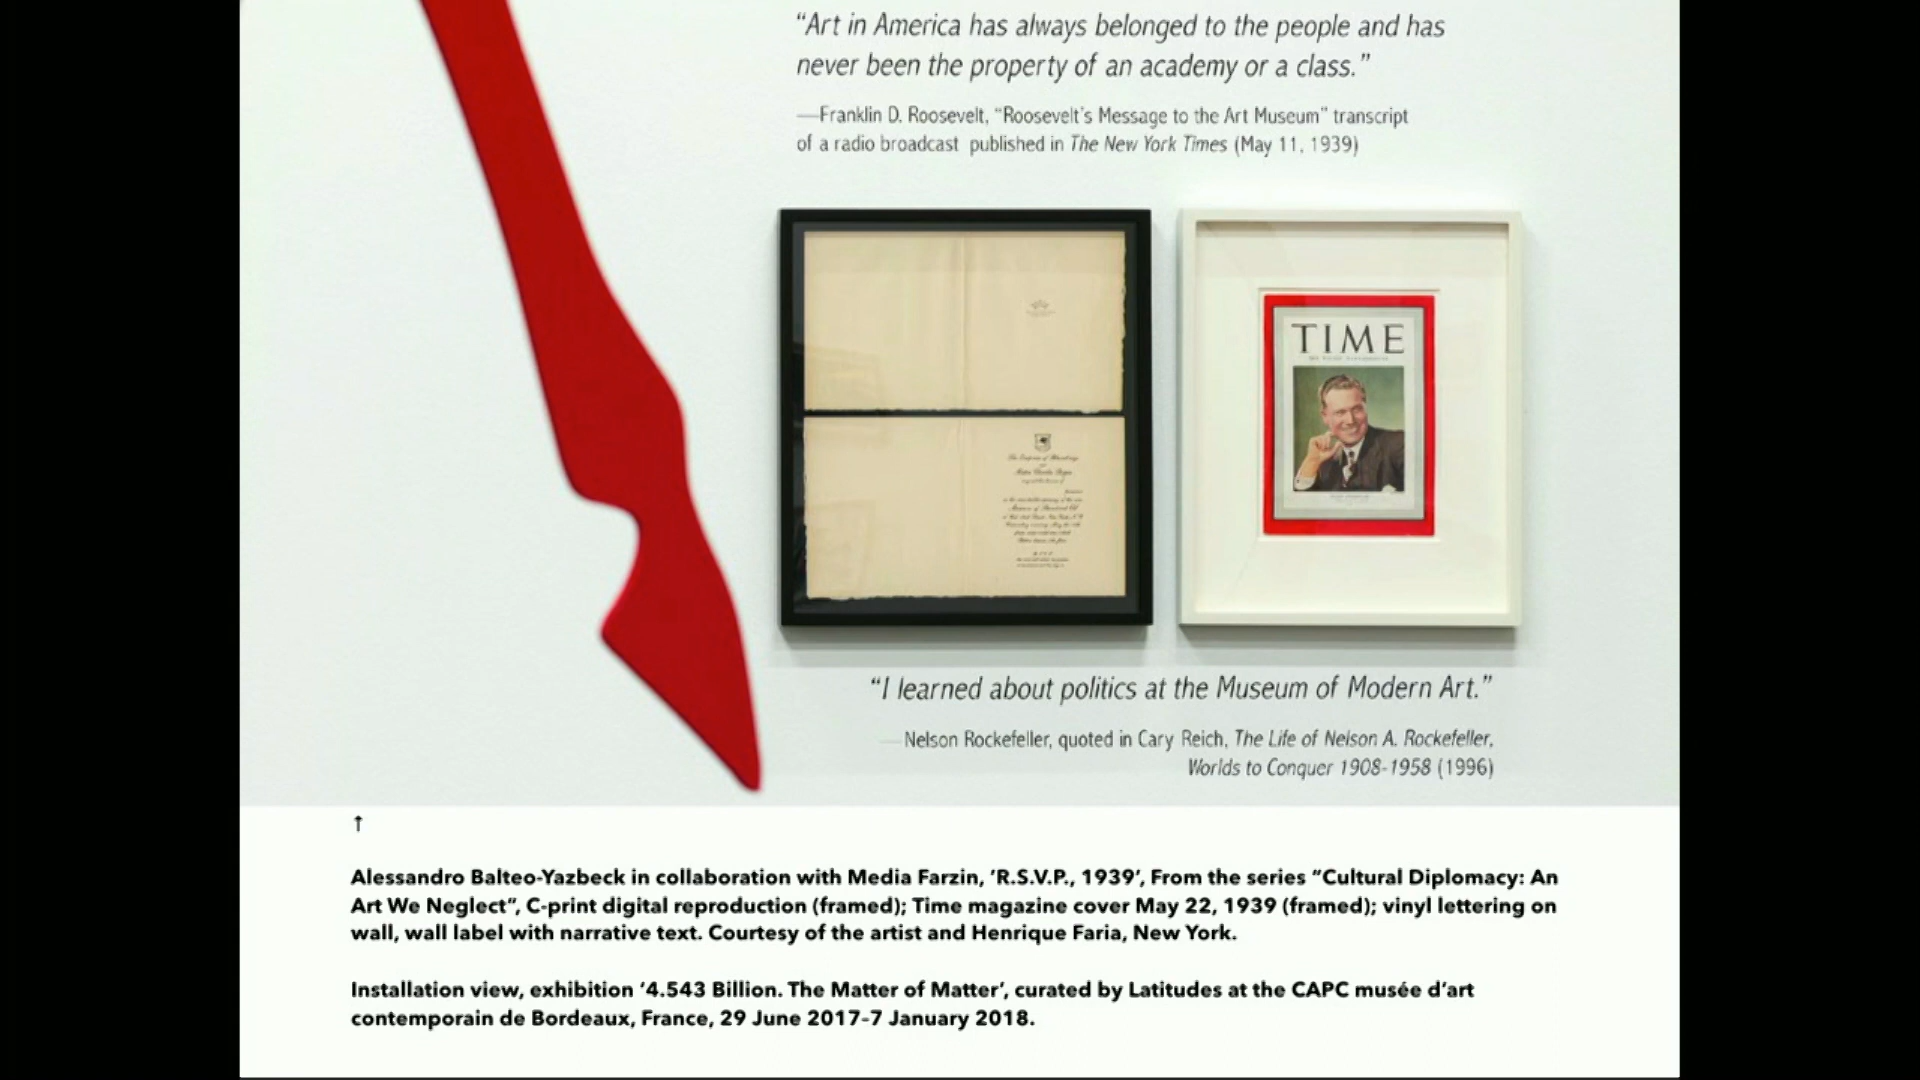 “Art in America has always belonged to the people and has
never been the property of an academy or a class.”
—Franklin D. Roosevelt, “Roosevelt’s Message to the Art Museum” transcript
of a radio broadcast published in The New York Times (May 11, 1939)
TIME
“I learned about politics at the Museum of Modern Art.”
—Nelson Rockefeller, quoted in Cary Reich, The Life of Nelson A. Rockefeller,
Worlds to Conquer 1908-1958 (1996)
↑
Alessandro Balteo-Yazbeck in collaboration with Media Farzin, ‘R.S.V.P., 1939’, From the series “Cultural Diplomacy: An
Art We Neglect”, C-print digital reproduction (framed); Time magazine cover May 22, 1939 (framed); vinyl lettering on
wall, wall label with narrative text. Courtesy of the artist and Henrique Faria, New York.
Installation view, exhibition ‘4.543 Billion. The Matter of Matter’, curated by Latitudes at the CAPC musée d’art
contemporain de Bordeaux, France, 29 June 2017–7 January 2018.